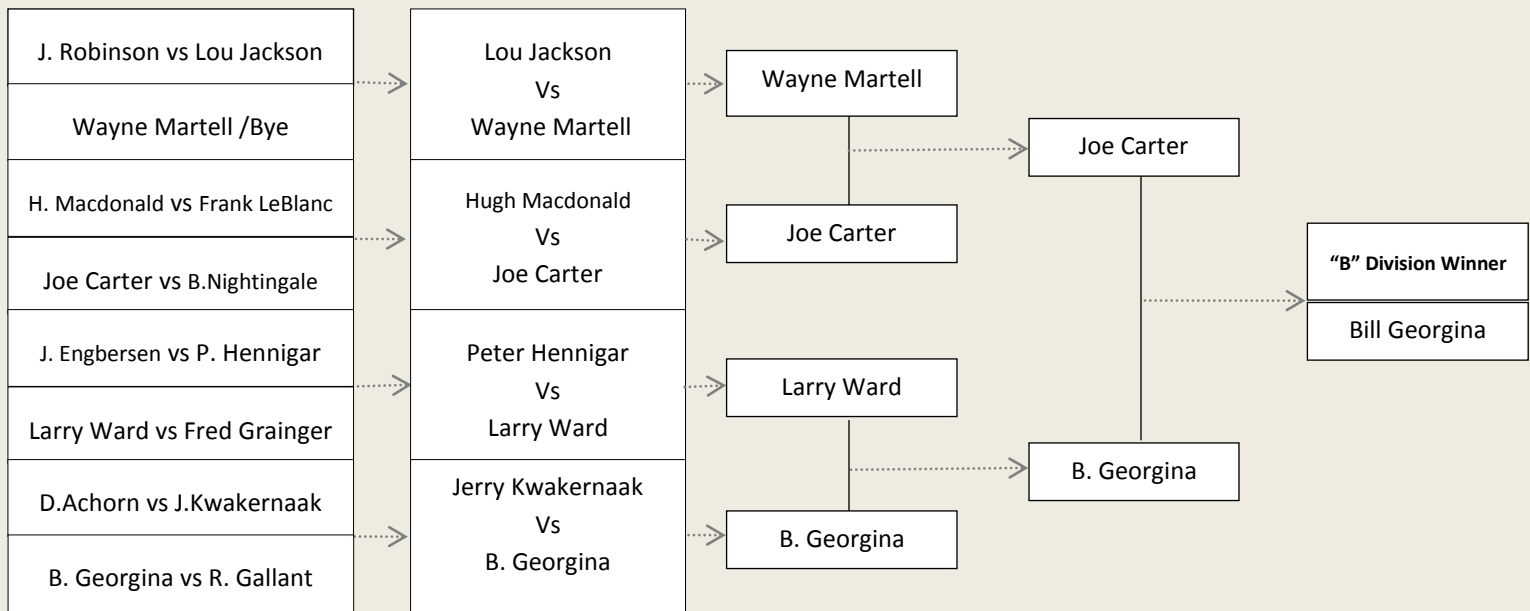 J. Robinson vs Lou Jackson
Wayne Martell /Bye
H. Macdonald vs Frank LeBlanc
Joe Carter vs B.Nightingale
J. Engbersen vs P. Hennigar
Larry Ward vs Fred Grainger
D.Achorn vs J.Kwakernaak
B. Georgina vs R. Gallant
Lou Jackson
Vs
Wayne Martell
Hugh Macdonald
Vs
Joe Carter
Peter Hennigar
Vs
Larry Ward
Jerry Kwakernaak
Vs
B. Georgina
Wayne Martell
Joe Carter
Larry Ward
B. Georgina
Joe Carter
B. Georgina
“B” Division Winner
Bill Georgina